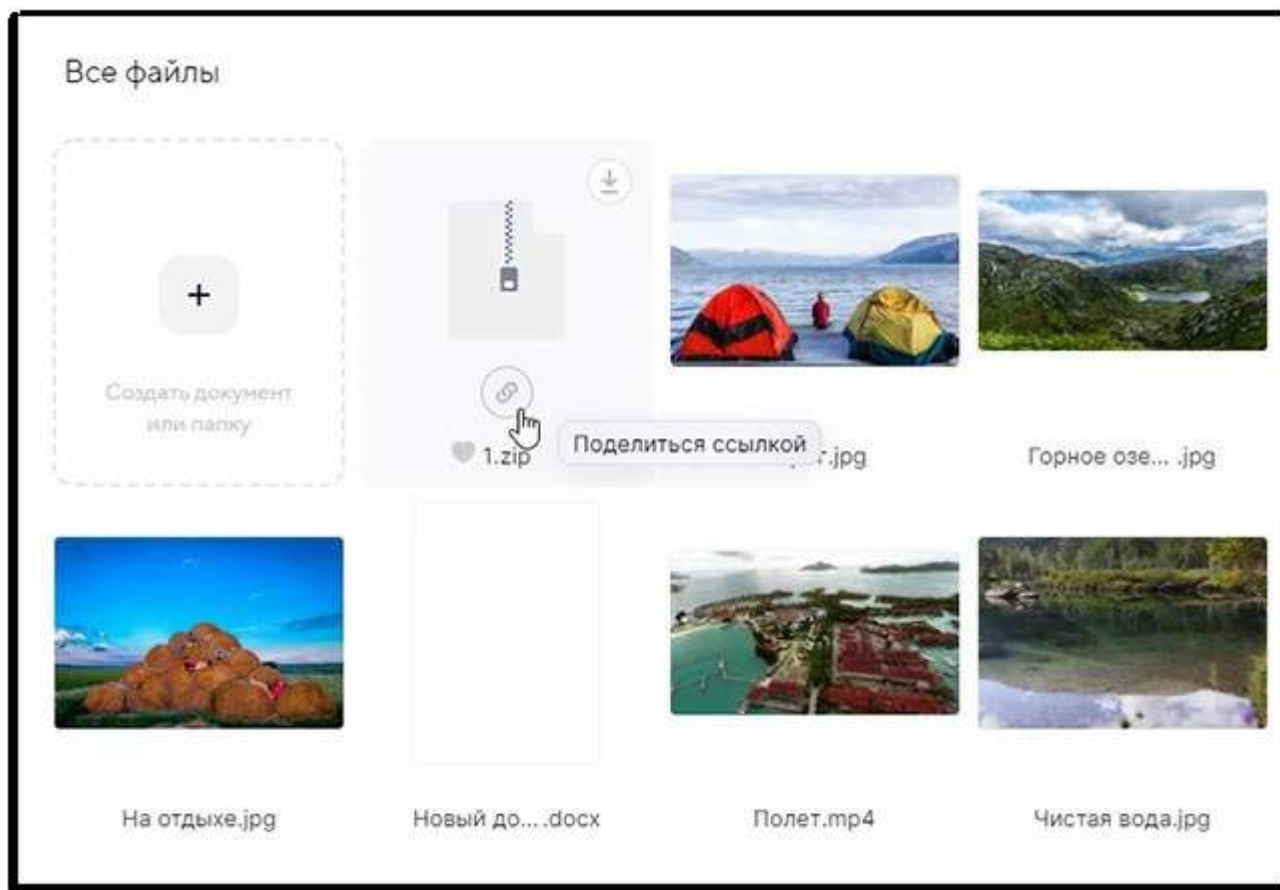 Все файлы
Создать документ
или папку
1.zip
Поделиться ссылкой
г.jpg
Горное озе... .jpg
На отдыхе.jpg
Новый до... .docx
Полет.mp4
Чистая вода.jpg